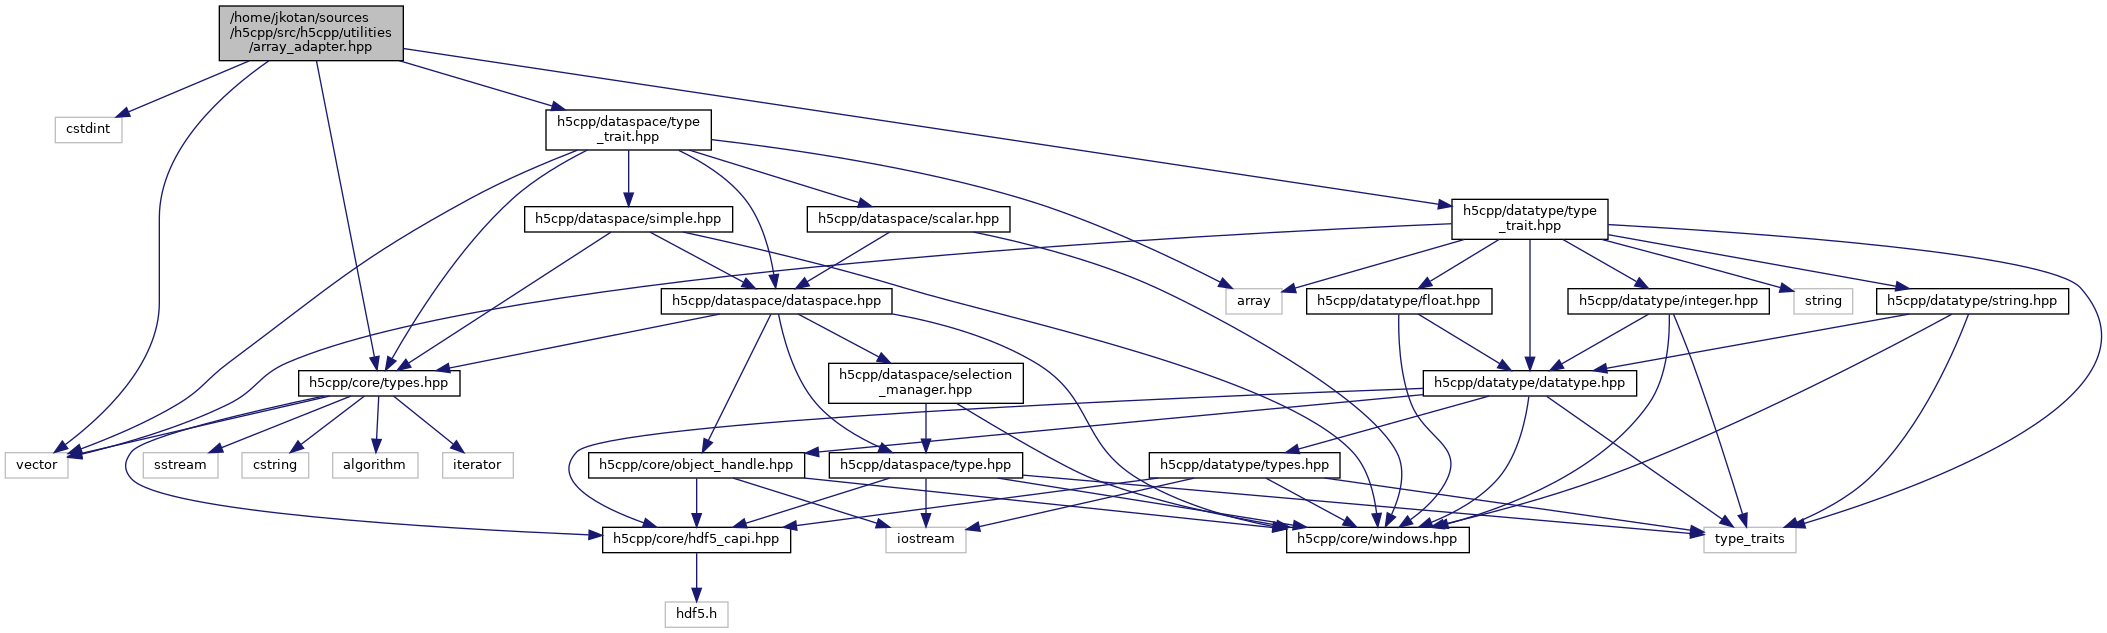 /home/jkotan/sources
/h5cpp/src/h5cpp/utilities
/array_adapter.hpp
cstdint
h5cpp/dataspace/type
_trait.hpp
h5cpp/dataspace/simple.hpp
h5cpp/dataspace/scalar.hpp
h5cpp/datatype/type
_trait.hpp
h5cpp/dataspace/dataspace.hpp
array
h5cpp/datatype/float.hpp
h5cpp/datatype/integer.hpp
string
h5cpp/datatype/string.hpp
h5cpp/core/types.hpp
h5cpp/dataspace/selection
_manager.hpp
h5cpp/datatype/datatype.hpp
vector
sstream
cstring
algorithm
iterator
h5cpp/core/object_handle.hpp
h5cpp/dataspace/type.hpp
h5cpp/datatype/types.hpp
h5cpp/core/hdf5_capi.hpp
iostream
h5cpp/core/windows.hpp
type_traits
hdf5.h